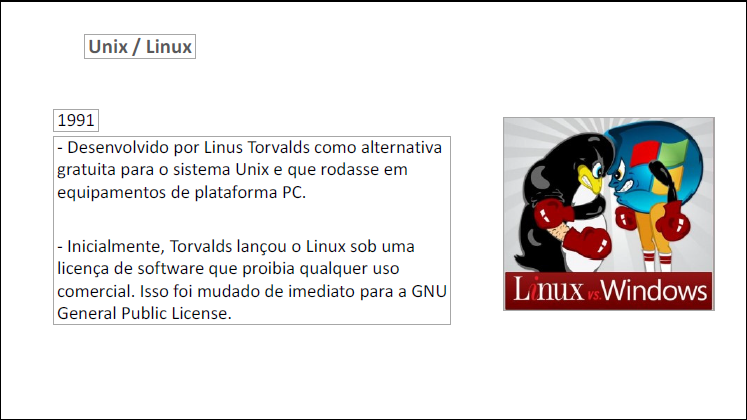 Unix / Linux
1991
- Desenvolvido por Linus Torvalds como alternativa
gratuita para o sistema Unix e que rodasse em
equipamentos de plataforma PC.
- Inicialmente, Torvalds lançou o Linux sob uma
licença de software que proibia qualquer uso
comercial. Isso foi mudado de imediato para a GNU
General Public License.
Linux vs. Windows